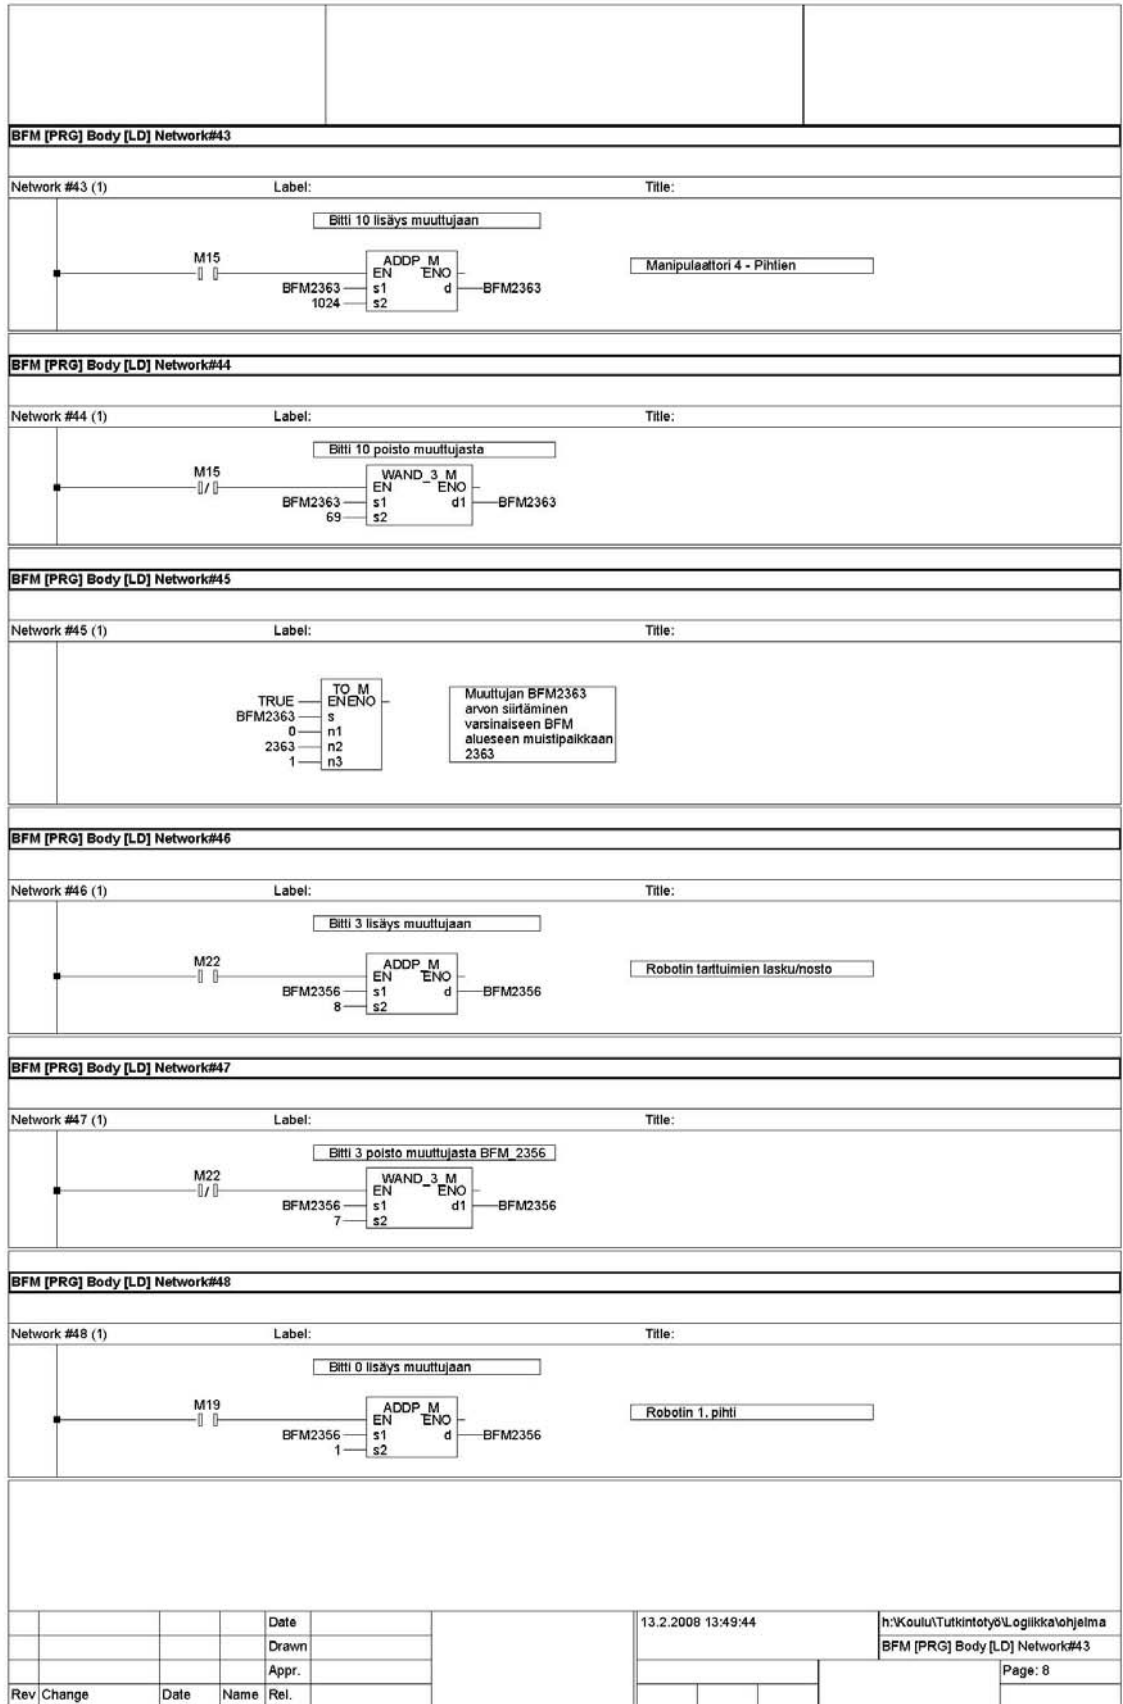 BFM [PRG] Body [LD] Network#43
Network #43 (1) Label: Title:
Bitti 10 lisäys muuttujaan
M15
ADDP_M
EN ENO
Manipulaattori 4 - Pihtien
BFM2363 s1 d BFM2363
1024 s2
BFM [PRG] Body [LD] Network#44
Network #44 (1) Label: Title:
Bitti 10 poisto muuttujasta
M15
WAND_3_M
EN ENO
BFM2363 s1 d1 BFM2363
69 s2
BFM [PRG] Body [LD] Network#45
Network #45 (1) Label: Title:
TO_M
TRUE EN ENO
BFM2363 s
0 n1
2363 n2
1 n3
Muuttujan BFM2363
arvon siirtäminen
varsinaiseen BFM
alueseen muistipaikkaan
2363
BFM [PRG] Body [LD] Network#46
Network #46 (1) Label: Title:
Bitti 3 lisäys muuttujaan
M22
ADDP_M
EN ENO
Robotin tarttuimien lasku/nosto
BFM2356 s1 d BFM2356
8 s2
BFM [PRG] Body [LD] Network#47
Network #47 (1) Label: Title:
Bitti 3 poisto muuttujasta BFM_2356
M22
WAND_3_M
EN ENO
BFM2356 s1 d1 BFM2356
7 s2
BFM [PRG] Body [LD] Network#48
Network #48 (1) Label: Title:
Bitti 0 lisäys muuttujaan
M19
ADDP_M
EN ENO
Robotin 1. pihti
BFM2356 s1 d BFM2356
1 s2
Date 13.2.2008 13:49:44 h:\Koulu\Tutkintotyö\Logiikka\ohjelma
Drawn BFM [PRG] Body [LD] Network#43
Appr. Page: 8
Rev Change Date Name Rel.